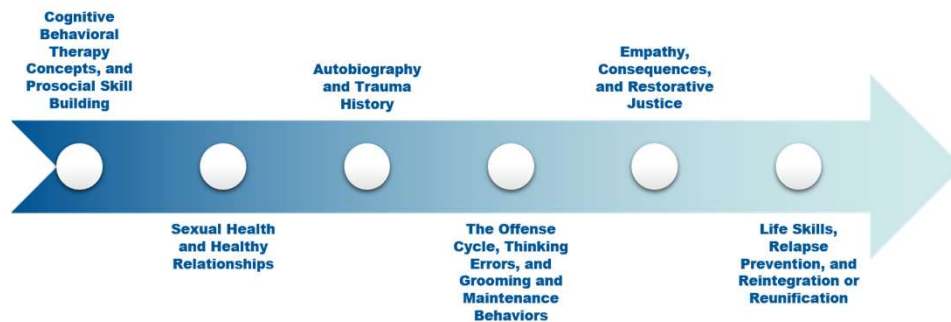 Cognitive
Behavioral
Therapy
Concepts, and
Prosocial Skill
Building
Sexual Health
and Healthy
Relationships
Autobiography
and Trauma
History
The Offense
Cycle, Thinking
Errors, and
Grooming and
Maintenance
Behaviors
Empathy,
Consequences,
and Restorative
Justice
Life Skills,
Relapse
Prevention, and
Reintegration or
Reunification